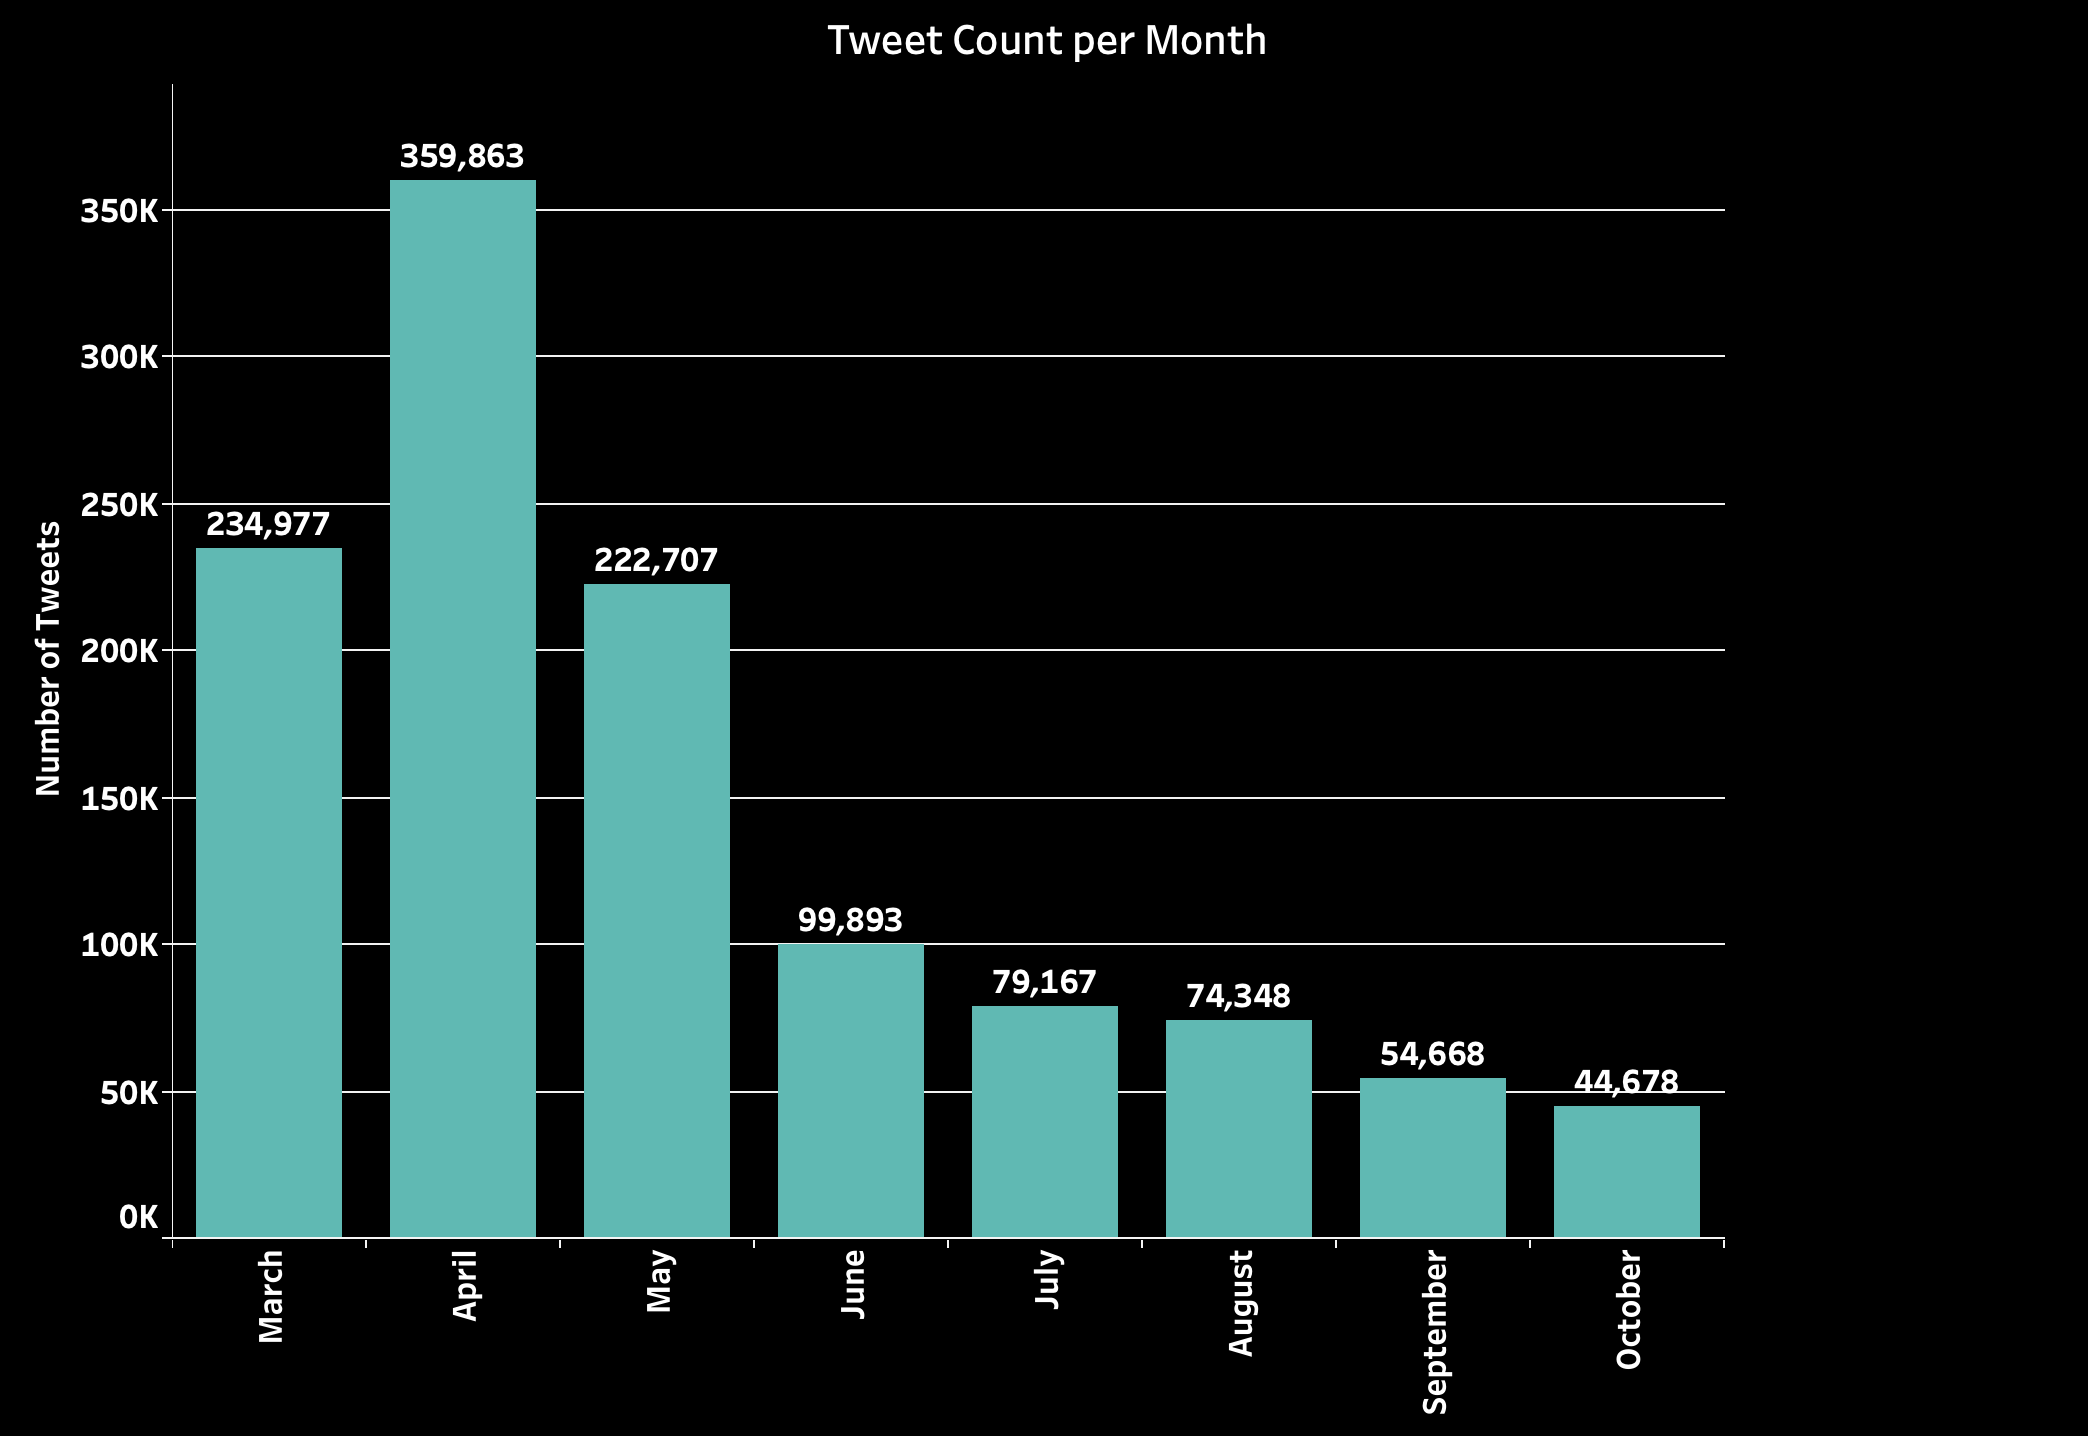 Tweet Count per Month
359,863
350K
300K
250K
234,977
222,707
200K
150K
100K
99,893
79,167
74,348
54,668
50K
44,678
0K
Number of Tweets
March
April
May
June
July
August
September
October